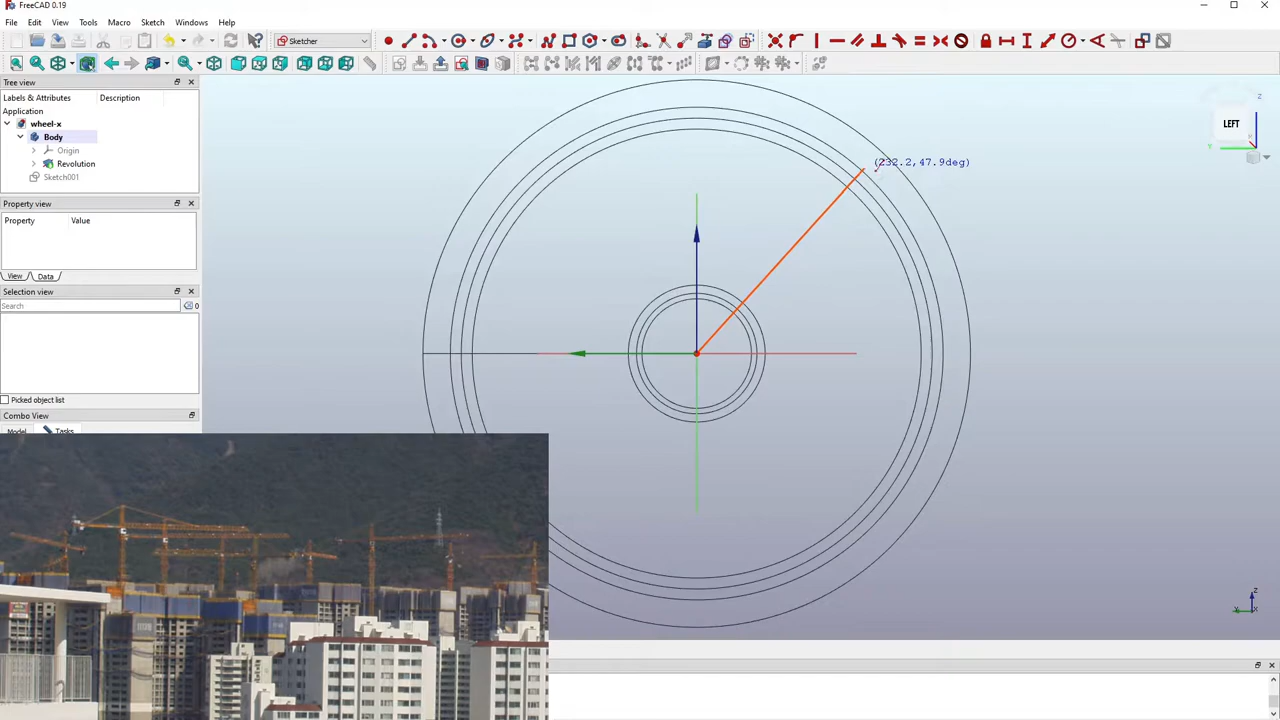 FreeCAD 0.19
File Edit View Tools Macro Sketch Windows Help
Sketcher
Tree view
Labels & Attributes Description
Application
wheel-x
Body
Origin
Revolution
Sketch001
Property view
Property Value
View Data
Selection view
Search 0
Picked object list
Combo View
Model Tasks
(232.2,47.9deg)
Z
LEFT
Y
Z
Y X